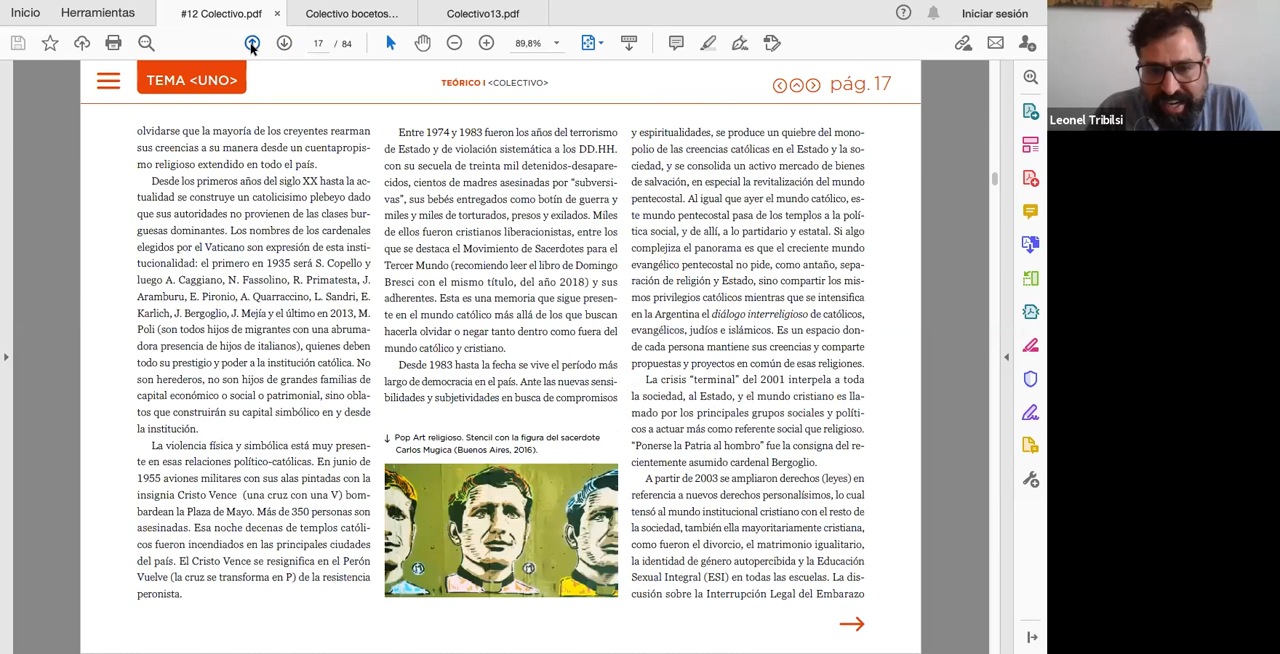 Inicio Herramientas #12 Colectivo.pdf × Colectivo bocetos... Colectivo13.pdf Iniciar sesión
17 / 84 89,8%
TEMA <UNO> TEÓRICO I <COLECTIVO> pág. 17
olvidarse que la mayoría de los creyentes rearman
sus creencias a su manera desde un cuentapropis-
mo religioso extendido en todo el país.
Desde los primeros años del siglo XX hasta la ac-
tualidad se construye un catolicisimo plebeyo dado
que sus autoridades no provienen de las clases bur-
guesas dominantes. Los nombres de los cardenales
elegidos por el Vaticano son expresión de esta insti-
tucionalidad: el primero en 1935 será S. Copello y
luego A. Caggiano, N. Fassolino, R. Primatesta, J.
Aramburu, E. Pironio, A. Quarraccino, L. Sandri, E.
Karlich, J. Bergoglio, J. Mejía y el último en 2013, M.
Poli (son todos hijos de migrantes con una abruma-
dora presencia de hijos de italianos), quienes deben
todo su prestigio y poder a la institución católica. No
son herederos, no son hijos de grandes familias de
capital económico o social o patrimonial, sino obla-
tos que construirán su capital simbólico en y desde
la institución.
La violencia física y simbólica está muy presen-
te en esas relaciones político-católicas. En junio de
1955 aviones militares con sus alas pintadas con la
insignia Cristo Vence (una cruz con una V) bom-
bardean la Plaza de Mayo. Más de 350 personas son
asesinadas. Esa noche decenas de templos católi-
cos fueron incendiados en las principales ciudades
del país. El Cristo Vence se resignifica en el Perón
Vuelve (la cruz se transforma en P) de la resistencia
peronista.
Entre 1974 y 1983 fueron los años del terrorismo
de Estado y de violación sistemática a los DD.HH.
con su secuela de treinta mil detenidos-desapare-
cidos, cientos de madres asesinadas por “subversi-
vas”, sus bebés entregados como botín de guerra y
miles y miles de torturados, presos y exilados. Miles
de ellos fueron cristianos liberacionistas, entre los
que se destaca el Movimiento de Sacerdotes para el
Tercer Mundo (recomiendo leer el libro de Domingo
Bresci con el mismo título, del año 2018) y sus
adherentes. Esta es una memoria que sigue presen-
te en el mundo católico más allá de los que buscan
hacerla olvidar o negar tanto dentro como fuera del
mundo católico y cristiano.
Desde 1983 hasta la fecha se vive el período más
largo de democracia en el país. Ante las nuevas sensi-
bilidades y subjetividades en busca de compromisos
↓ Pop Art religioso. Stencil con la figura del sacerdote
Carlos Mugica (Buenos Aires, 2016).
y espiritualidades, se produce un quiebre del mono-
polio de las creencias católicas en el Estado y la so-
ciedad, y se consolida un activo mercado de bienes
de salvación, en especial la revitalización del mundo
pentecostal. Al igual que ayer el mundo católico, es-
te mundo pentecostal pasa de los templos a la polí-
tica social, y de allí, a lo partidario y estatal. Si algo
complejiza el panorama es que el creciente mundo
evangélico pentecostal no pide, como antaño, sepa-
ración de religión y Estado, sino compartir los mis-
mos privilegios católicos mientras que se intensifica
en la Argentina el diálogo interreligioso de católicos,
evangélicos, judíos e islámicos. Es un espacio don-
de cada persona mantiene sus creencias y comparte
propuestas y proyectos en común de esas religiones.
La crisis “terminal” del 2001 interpela a toda
la sociedad, al Estado, y el mundo cristiano es lla-
mado por los principales grupos sociales y políti-
cos a actuar más como referente social que religioso.
“Ponerse la Patria al hombro” fue la consigna del re-
cientemente asumido cardenal Bergoglio.
A partir de 2003 se ampliaron derechos (leyes) en
referencia a nuevos derechos personalísimos, lo cual
tensó al mundo institucional cristiano con el resto de
la sociedad, también ella mayoritariamente cristiana,
como fueron el divorcio, el matrimonio igualitario,
la identidad de género autopercibida y la Educación
Sexual Integral (ESI) en todas las escuelas. La dis-
cusión sobre la Interrupción Legal del Embarazo
Leonel Tribilsi